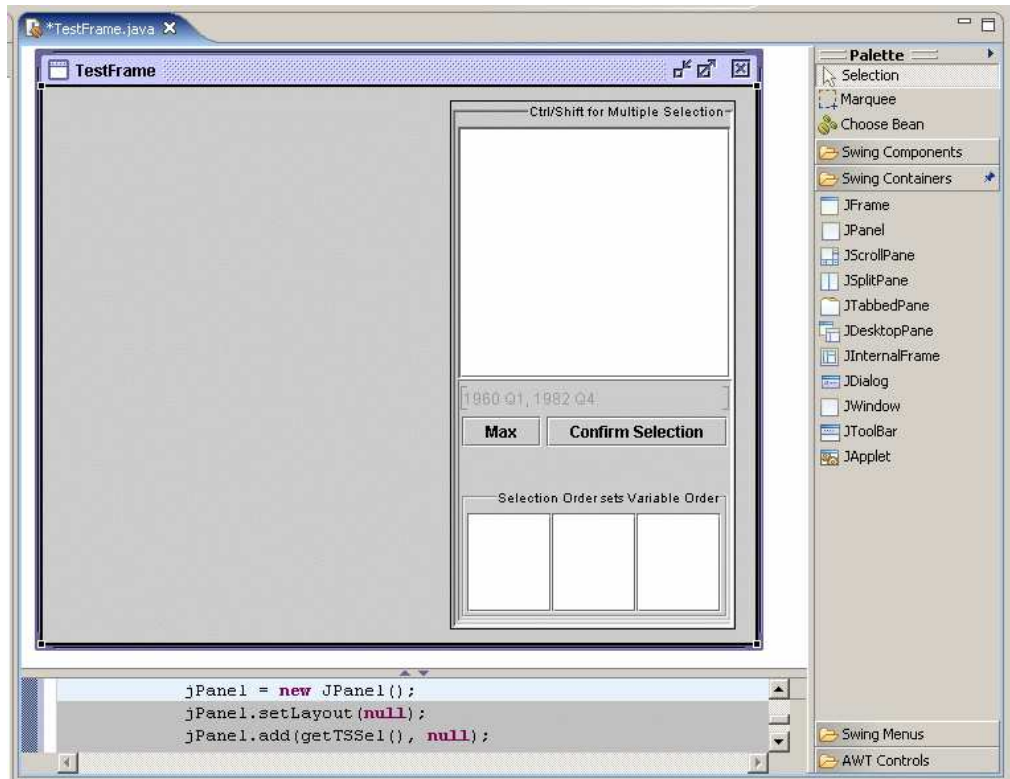 *TestFrame.java
TestFrame
Ctrl/Shift for Multiple Selection
[1960 Q1, 1982 Q4 ]
Max
Confirm Selection
Selection Order sets Variable Order
jPanel = new JPanel();
jPanel.setLayout(null);
jPanel.add(getTSSel(), null);
Palette
Selection
Marquee
Choose Bean
Swing Components
Swing Containers
JFrame
JPanel
JScrollPane
JSplitPane
JTabbedPane
JDesktopPane
JInternalFrame
JDialog
JWindow
JToolBar
JApplet
Swing Menus
AWT Controls